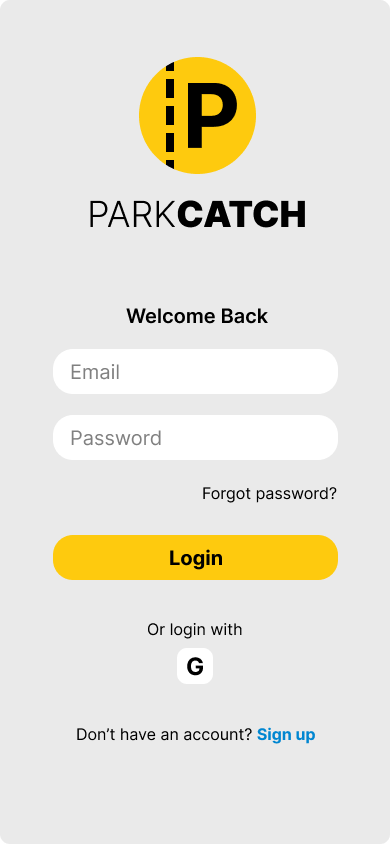 P
PARKCATCH
Welcome Back
Email
Password
Forgot password?
Login
Or login with
G
Don’t have an account? Sign up